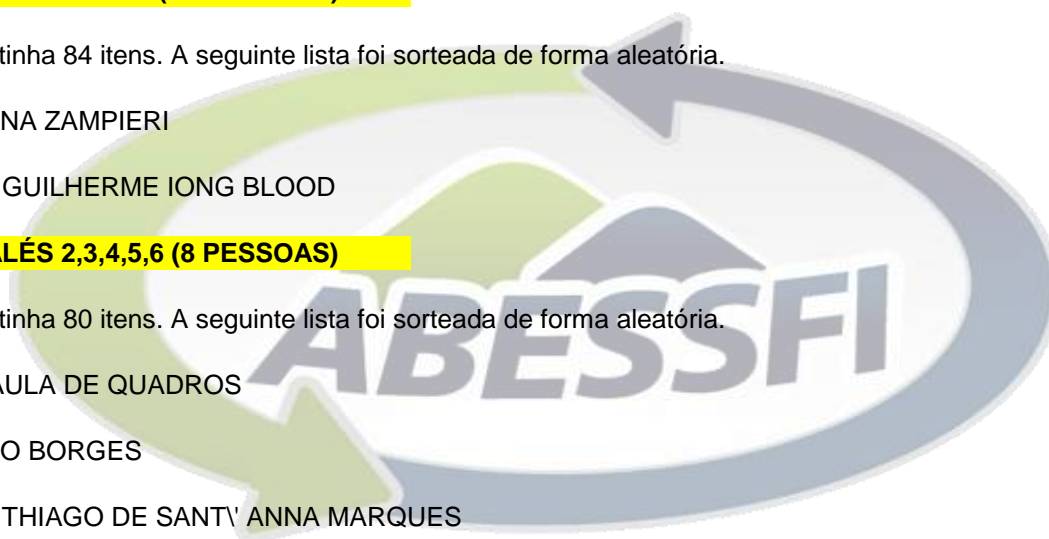 tinha 84 itens. A seguinte lista foi sorteada de forma aleatória.
NA ZAMPIERI
GUILHERME IONG BLOOD
ALÉS 2,3,4,5,6 (8 PESSOAS)
tinha 80 itens. A seguinte lista foi sorteada de forma aleatória.
ABESSFI
AULA DE QUADROS
O BORGES
THIAGO DE SANT\' ANNA MARQUES